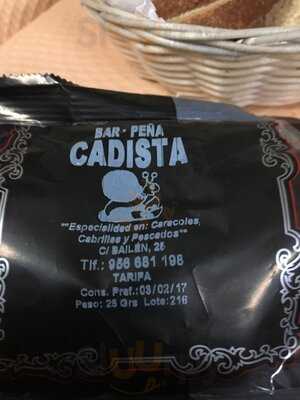 BAR - PEÑA
CADISTA
"Especialidad en: Caracoles,
Cabrillas y Pescados"
C/ BAILÉN, 25
Tlf.: 956 681 198
TARIFA
Cons. Pref.: 03/02/17
Peso: 25 Grs Lote: 216